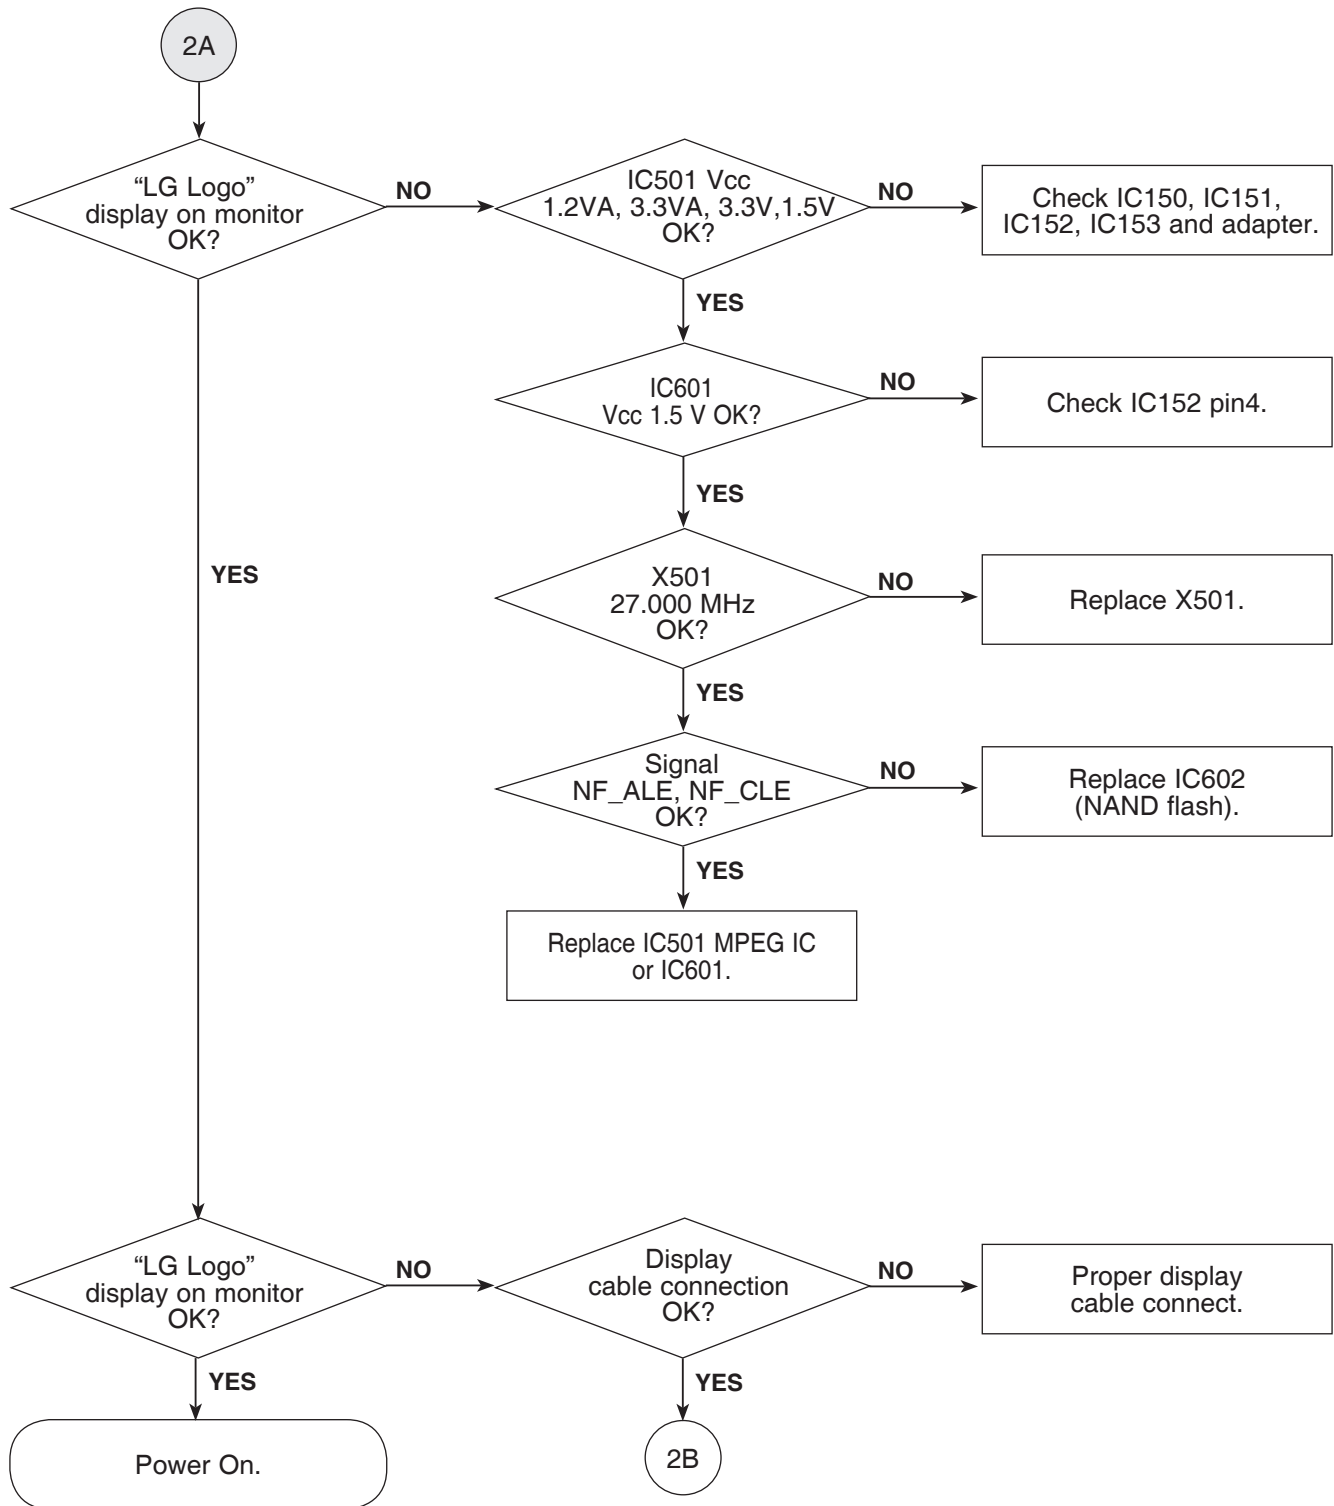 2A
“LG Logo”
display on monitor
OK?
NO
IC501 Vcc
1.2VA, 3.3VA, 3.3V,1.5V
OK?
NO
Check IC150, IC151,
IC152, IC153 and adapter.
YES
IC601
Vcc 1.5 V OK?
NO
Check IC152 pin4.
YES
YES
X501
27.000 MHz
OK?
NO
Replace X501.
YES
Signal
NF_ALE, NF_CLE
OK?
NO
Replace IC602
(NAND flash).
YES
Replace IC501 MPEG IC
or IC601.
“LG Logo”
display on monitor
OK?
NO
Display
cable connection
OK?
NO
Proper display
cable connect.
YES
YES
Power On.
2B